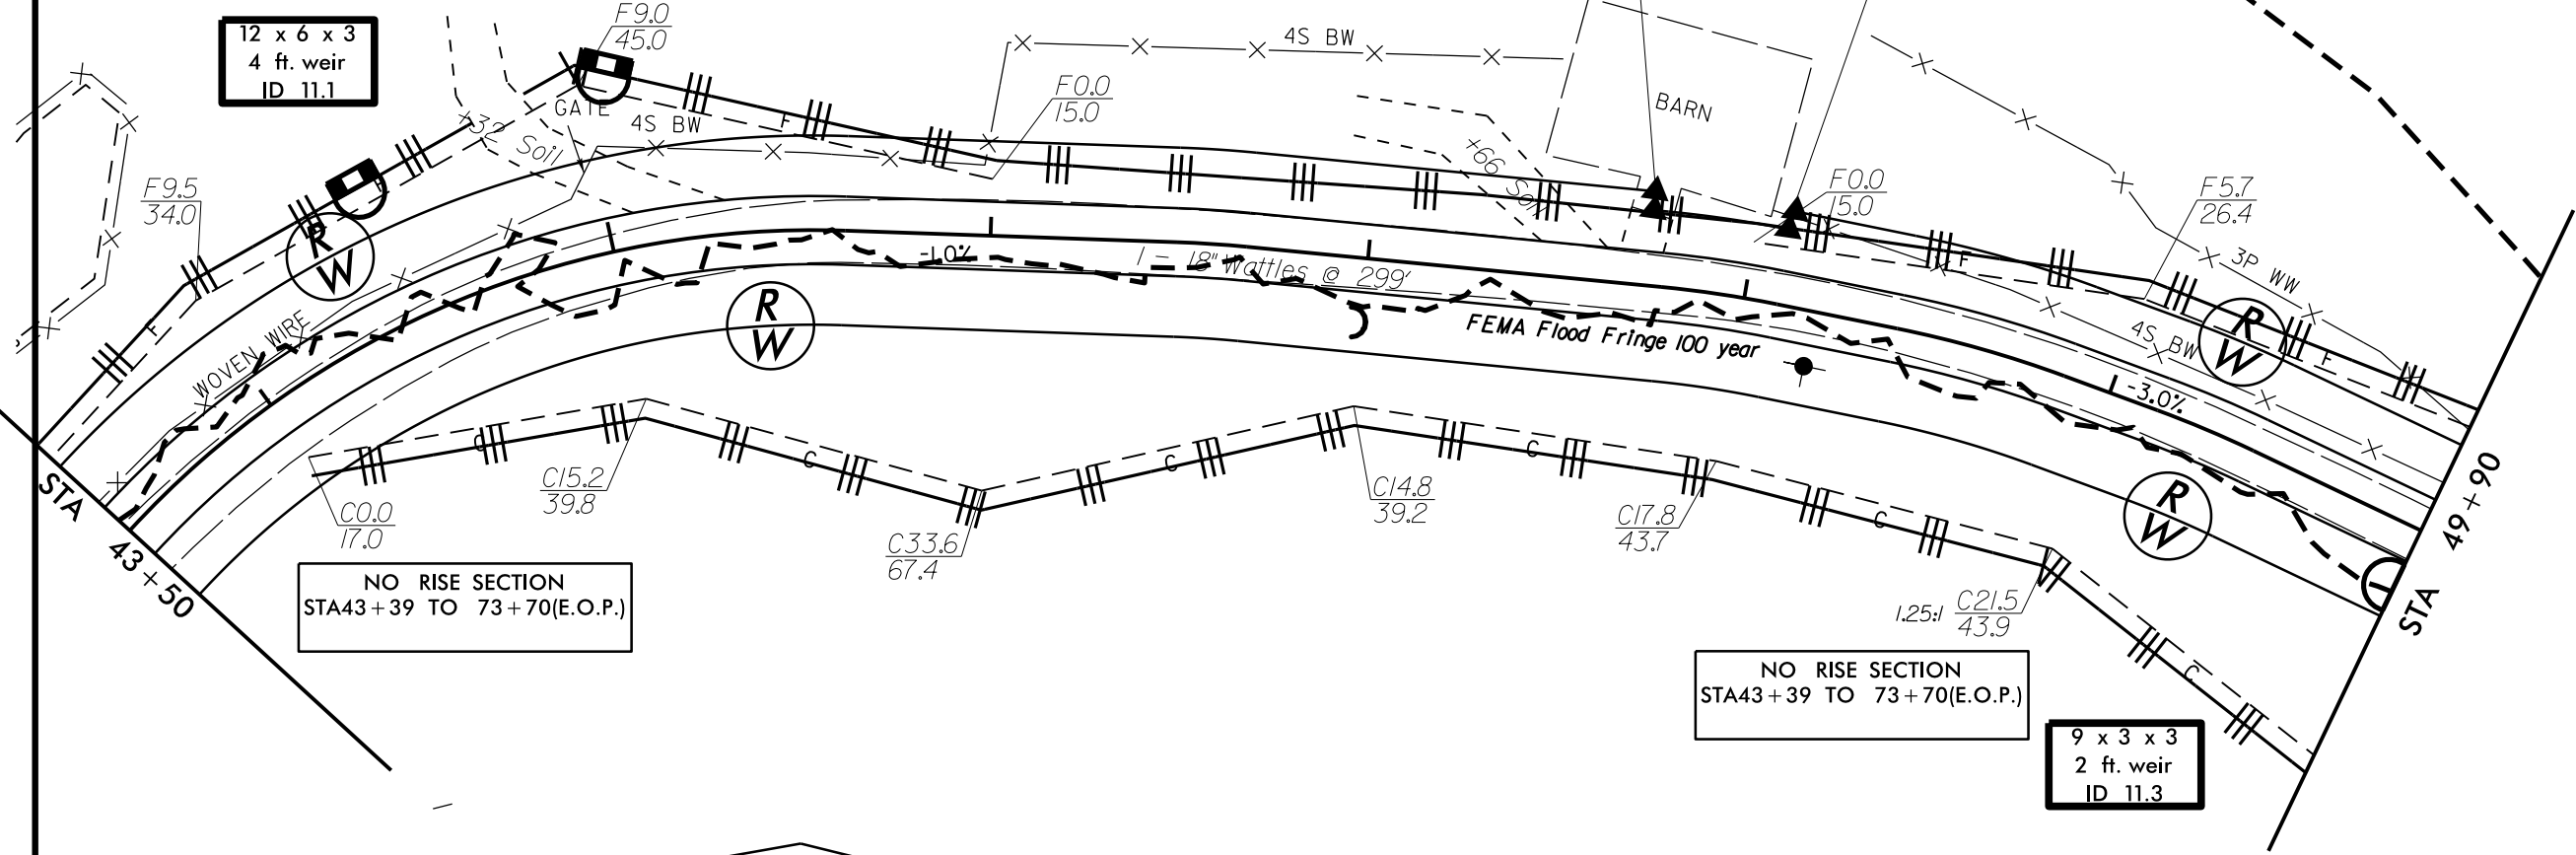 12 x 6 x 3
4 ft. weir
ID 11.1
F9.0
45.0
4S BW
F0.0
15.0
BARN
GATE
4S BW
+32 Soil
+66 Soil
F9.5
34.0
F0.0
15.0
F5.7
26.4
R
W
F
F
F
F
3P WW
-1.0%
1 - 18" Wattles @ 299'
WOVEN WIRE
R
W
FEMA Flood Fringe 100 year
4S BW
R
W
-3.0%
C
C
C
C
C
C
STA 43+50
C0.0
17.0
C15.2
39.8
C33.6
67.4
C14.8
39.2
C17.8
43.7
R
W
STA 49+90
NO RISE SECTION
STA43+39 TO 73+70(E.O.P.)
1.25:1
C21.5
43.9
NO RISE SECTION
STA43+39 TO 73+70(E.O.P.)
9 x 3 x 3
2 ft. weir
ID 11.3